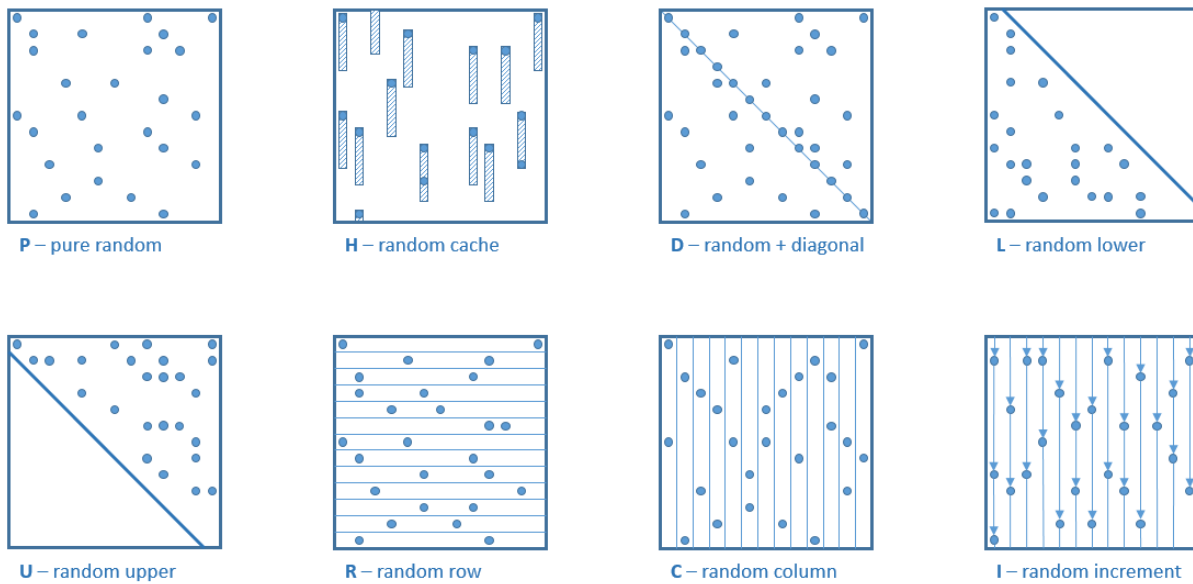 P – pure random
H – random cache
D – random + diagonal
L – random lower
U – random upper
R – random row
C – random column
I – random increment